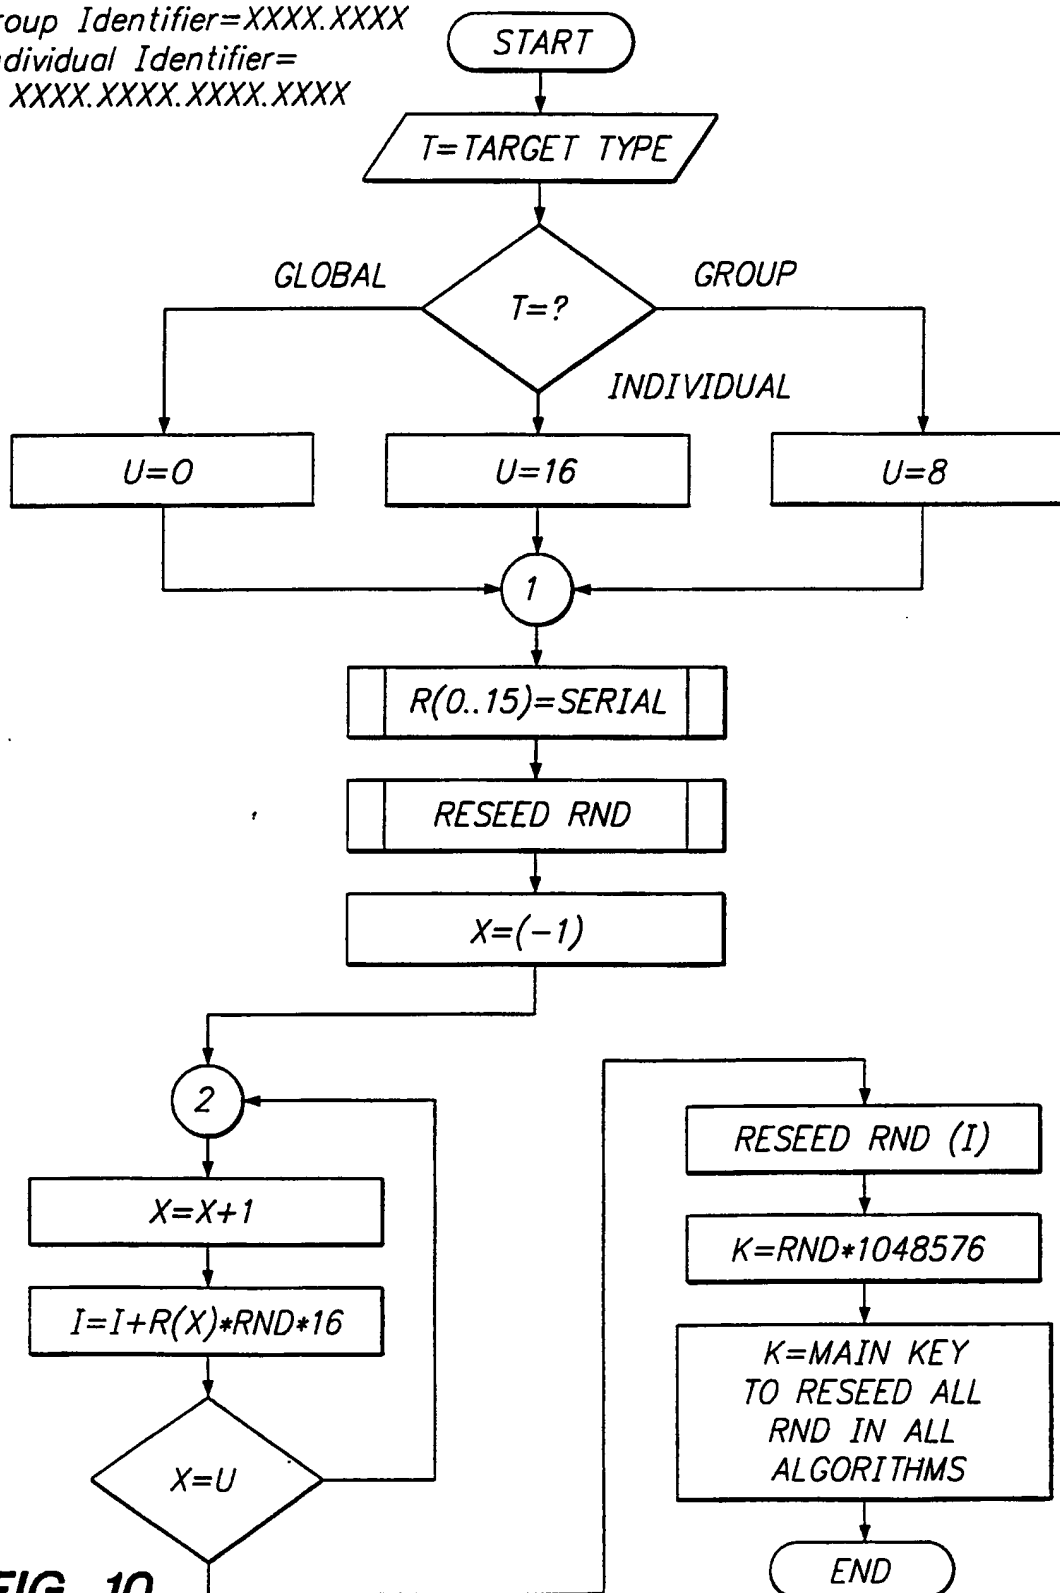 roup Identifier=XXXX.XXXX
dividual Identifier=
XXXX.XXXX.XXXX.XXXX
START
T=TARGET TYPE
GLOBAL
T=?
GROUP
INDIVIDUAL
U=0
U=16
U=8
1
R(0..15)=SERIAL
RESEED RND
X=(-1)
2
X=X+1
I=I+R(X)*RND*16
X=U
RESEED RND (I)
K=RND*1048576
K=MAIN KEY
TO RESEED ALL
RND IN ALL
ALGORITHMS
END
FIG. 10